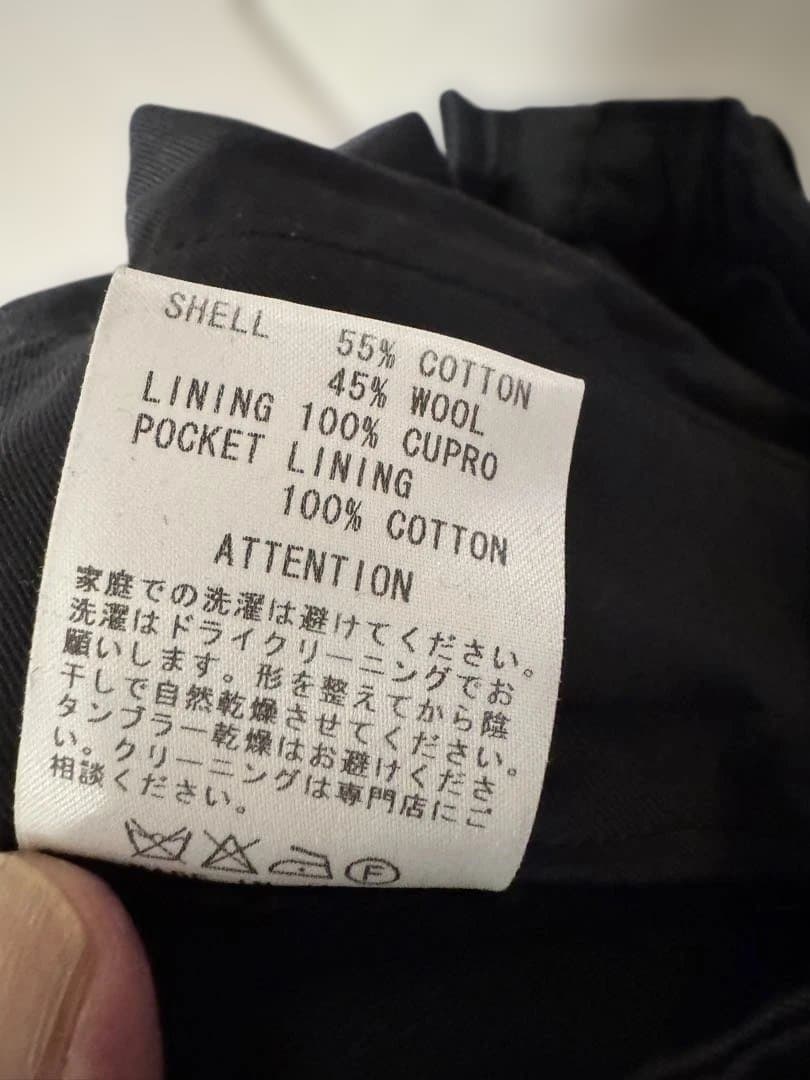 SHELL 55% COTTON
45% WOOL
LINING 100% CUPRO
POCKET LINING
100% COTTON
ATTENTION
家庭での洗濯は避けてください。
洗濯はドライクリーニングでお
願いします。形を整えてから陰
干しで自然乾燥させてください。
タンブラー乾燥はお避けくださ
い。クリーニングは専門店にご
相談ください。
F